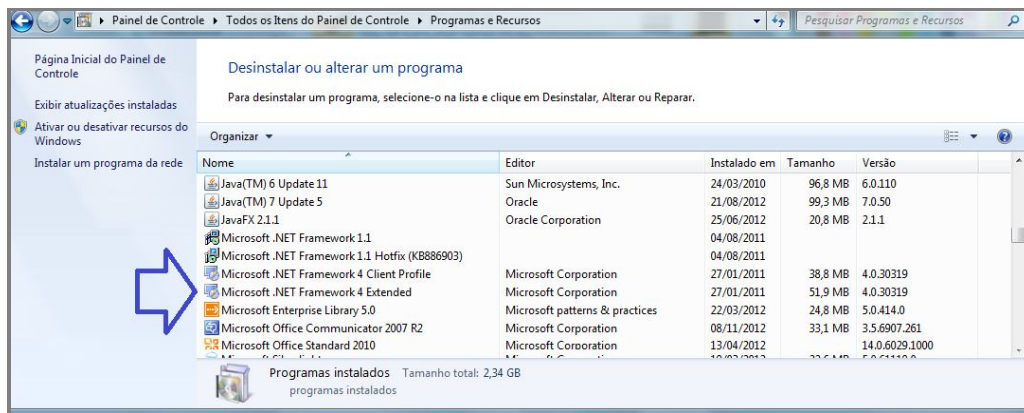 Painel de Controle ▸ Todos os Itens do Painel de Controle ▸ Programas e Recursos
Pesquisar Programas e Recursos
Página Inicial do Painel de
Controle
Exibir atualizações instaladas
Ativar ou desativar recursos do
Windows
Instalar um programa da rede
Desinstalar ou alterar um programa
Para desinstalar um programa, selecione-o na lista e clique em Desinstalar, Alterar ou Reparar.
Organizar
Nome Editor Instalado em Tamanho Versão
Java(TM) 6 Update 11 Sun Microsystems, Inc. 24/03/2010 96,8 MB 6.0.110
Java(TM) 7 Update 5 Oracle 21/08/2012 99,3 MB 7.0.50
JavaFX 2.1.1 Oracle Corporation 25/06/2012 20,8 MB 2.1.1
Microsoft .NET Framework 1.1 04/08/2011
Microsoft .NET Framework 1.1 Hotfix (KB886903) 04/08/2011
Microsoft .NET Framework 4 Client Profile Microsoft Corporation 27/01/2011 38,8 MB 4.0.30319
Microsoft .NET Framework 4 Extended Microsoft Corporation 27/01/2011 51,9 MB 4.0.30319
Microsoft Enterprise Library 5.0 Microsoft patterns & practices 22/03/2012 24,8 MB 5.0.414.0
Microsoft Office Communicator 2007 R2 Microsoft Corporation 08/11/2012 33,1 MB 3.5.6907.261
Microsoft Office Standard 2010 Microsoft Corporation 13/04/2012 14.0.6029.1000
Programas instalados Tamanho total: 2,34 GB
programas instalados